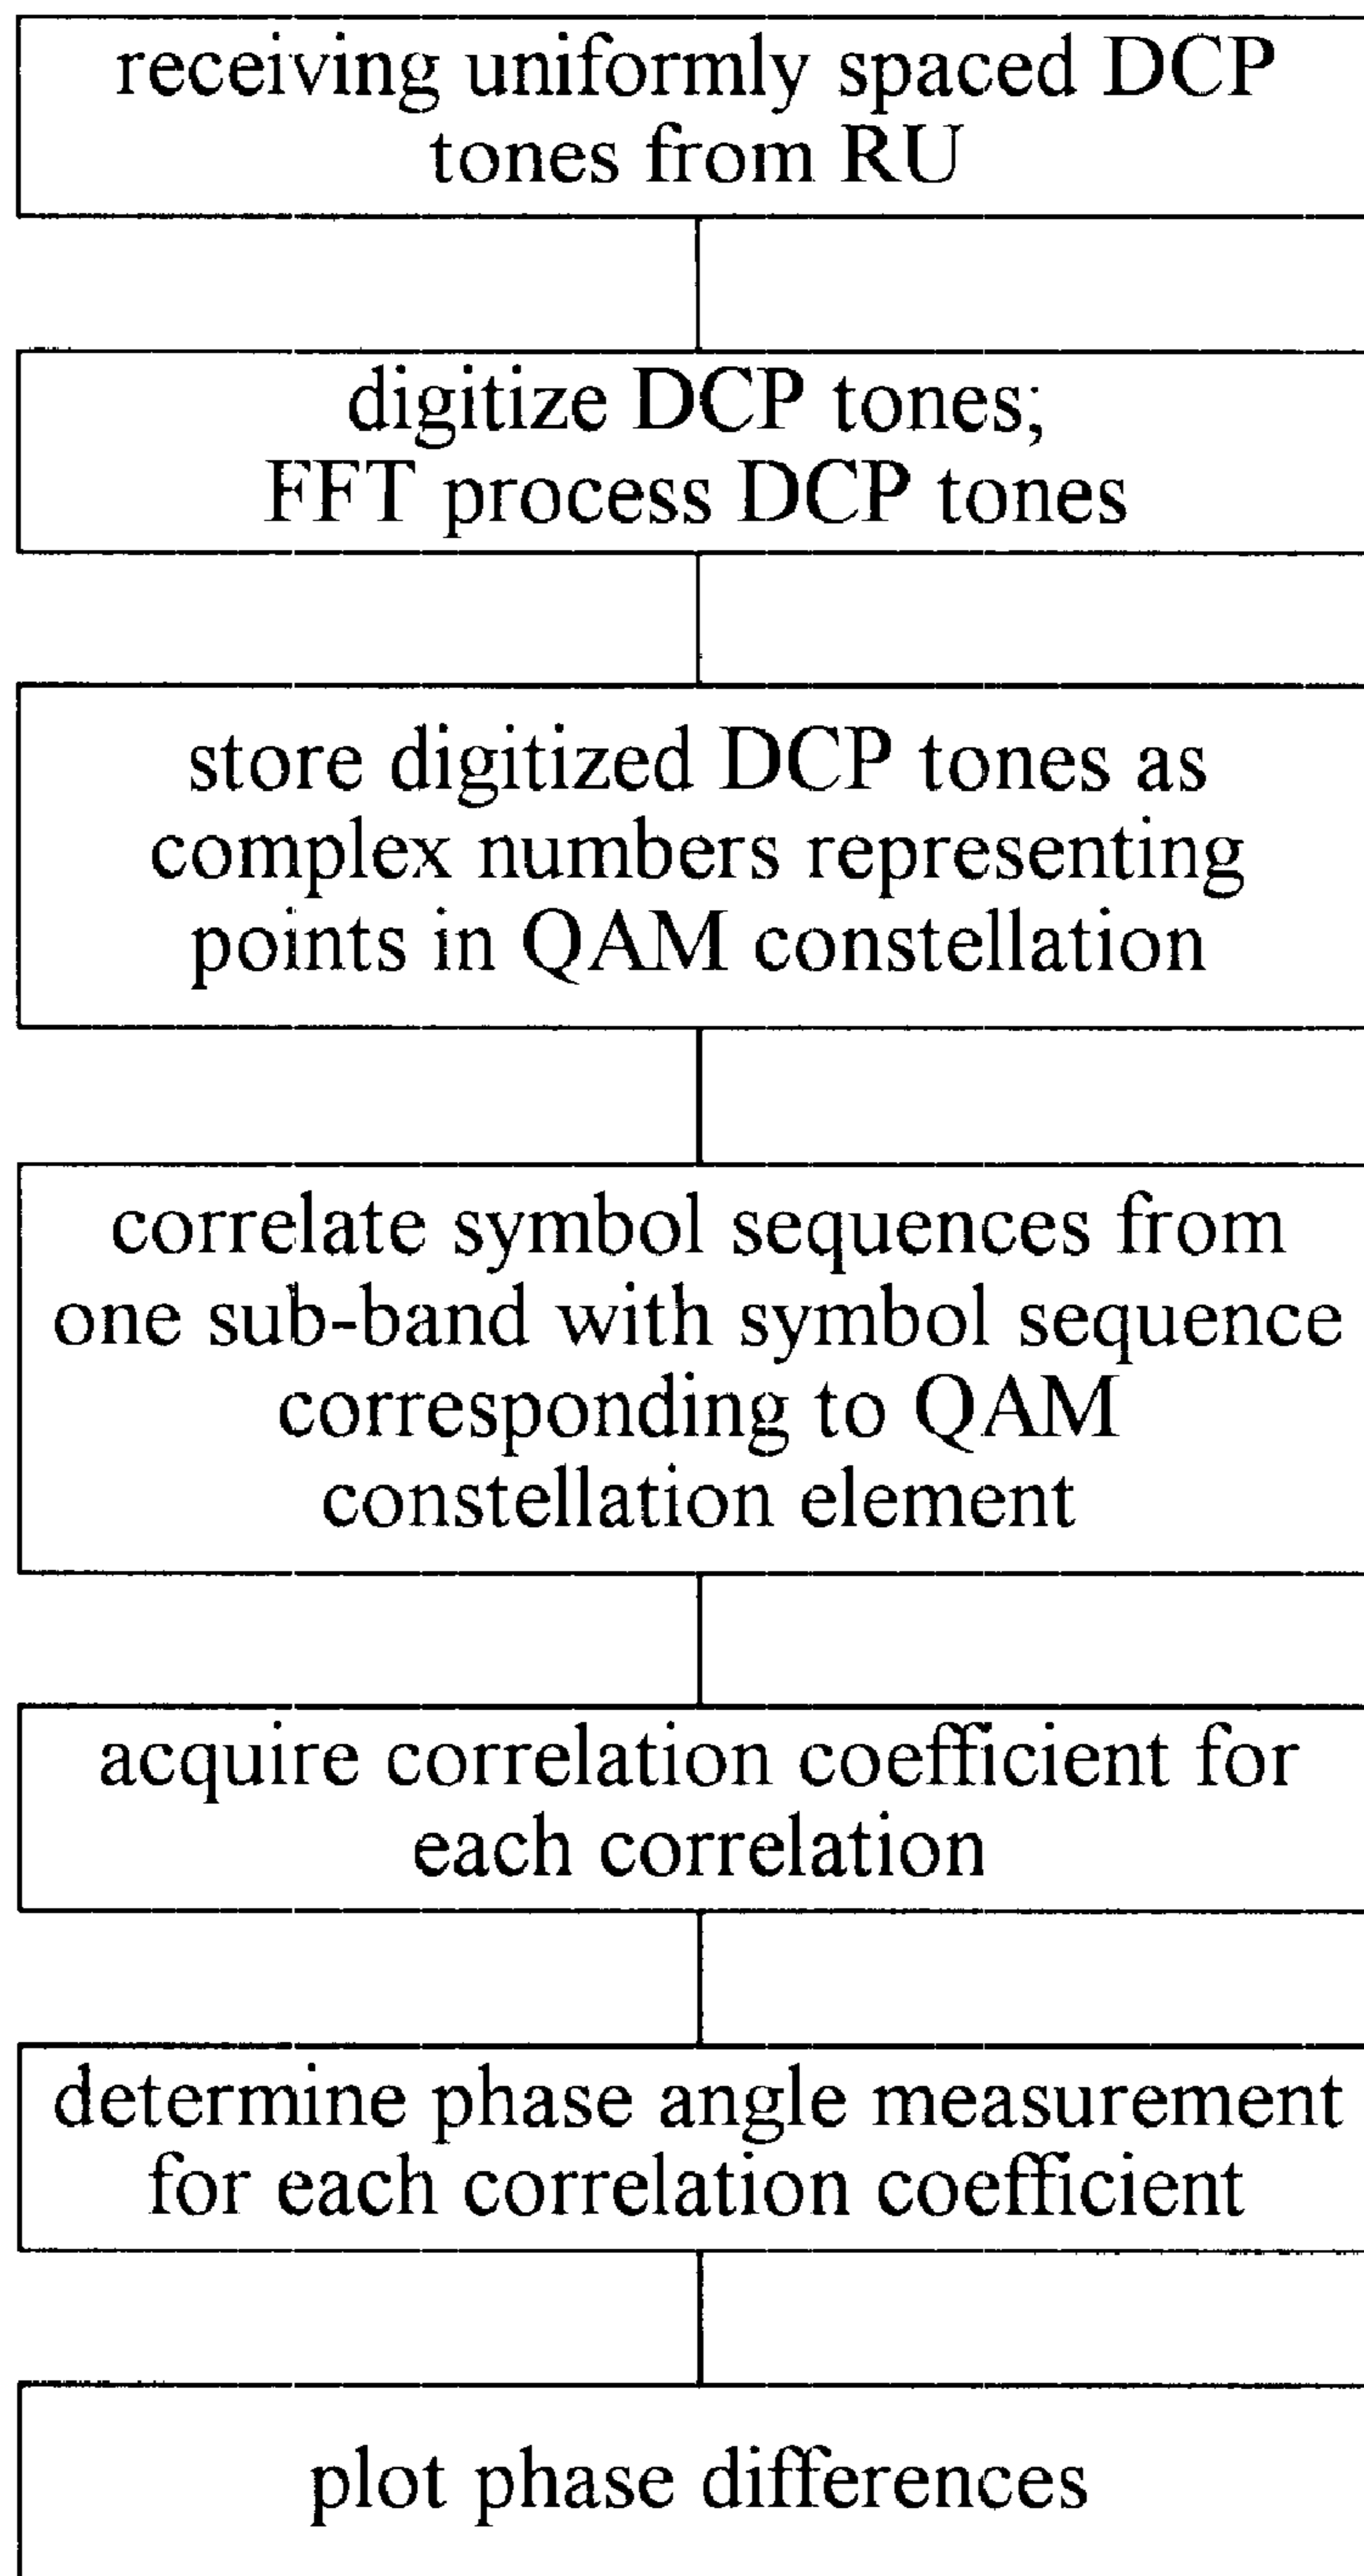 receiving uniformly spaced DCP
tones from RU
digitize DCP tones;
FFT process DCP tones
store digitized DCP tones as
complex numbers representing
points in QAM constellation
correlate symbol sequences from
one sub-band with symbol sequence
corresponding to QAM
constellation element
acquire correlation coefficient for
each correlation
determine phase angle measurement
for each correlation coefficient
plot phase differences